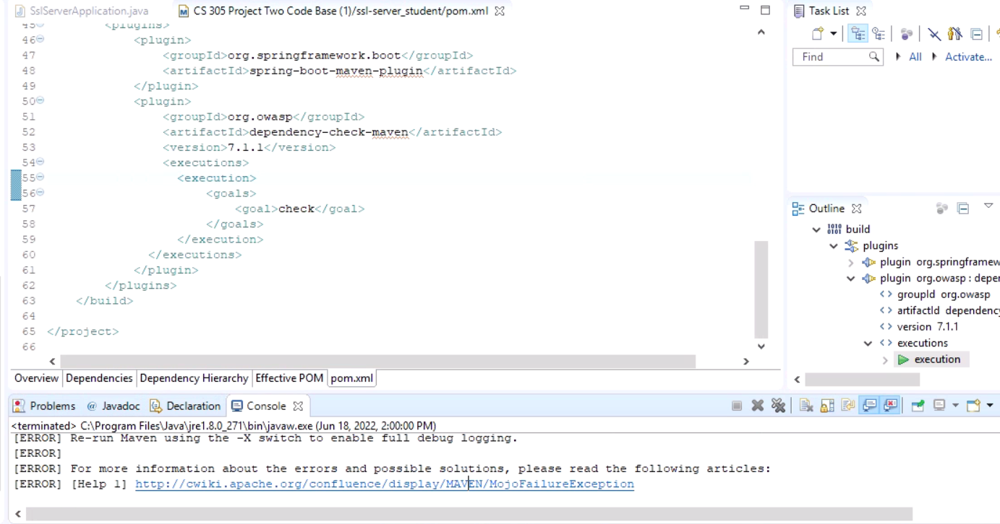 SslServerApplication.java
CS 305 Project Two Code Base (1)/ssl-server_student/pom.xml
45 <plugins>
46 <plugin>
47 <groupId>org.springframework.boot</groupId>
48 <artifactId>spring-boot-maven-plugin</artifactId>
49 </plugin>
50 <plugin>
51 <groupId>org.owasp</groupId>
52 <artifactId>dependency-check-maven</artifactId>
53 <version>7.1.1</version>
54 <executions>
55 <execution>
56 <goals>
57 <goal>check</goal>
58 </goals>
59 </execution>
60 </executions>
61 </plugin>
62 </plugins>
63 </build>
64
65 </project>
66
Overview Dependencies Dependency Hierarchy Effective POM pom.xml
Task List
Find All Activate...
Outline
build
plugins
plugin org.springframew
plugin org.owasp : deper
groupId org.owasp
artifactId dependency
version 7.1.1
executions
execution
Problems @ Javadoc Declaration Console
<terminated> C:\Program Files\Java\jre1.8.0_271\bin\javaw.exe (Jun 18, 2022, 2:00:00 PM)
[ERROR] Re-run Maven using the -X switch to enable full debug logging.
[ERROR]
[ERROR] For more information about the errors and possible solutions, please read the following articles:
[ERROR] [Help 1] http://cwiki.apache.org/confluence/display/MAVEN/MojoFailureException